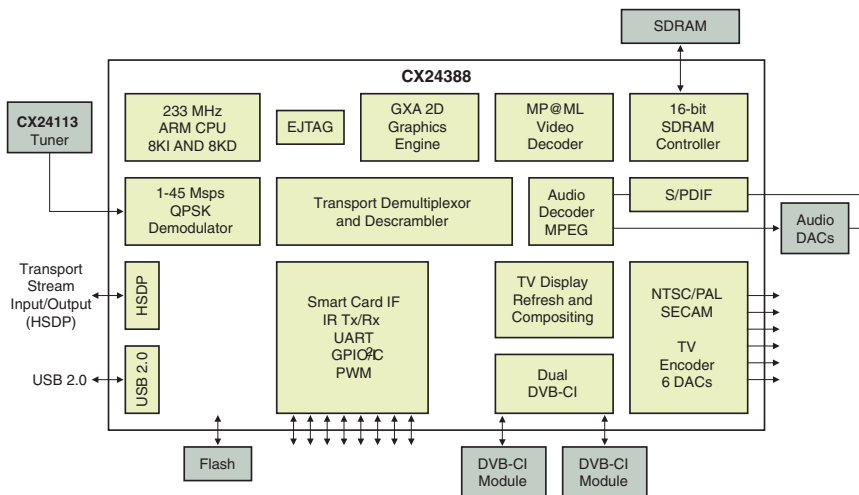 SDRAM
CX24388
CX24113
Tuner
233 MHz
ARM CPU
8KI AND 8KD
EJTAG
GXA 2D
Graphics
Engine
MP@ML
Video
Decoder
16-bit
SDRAM
Controller
1-45 Msps
QPSK
Demodulator
Transport Demultiplexor
and Descrambler
Audio
Decoder
MPEG
S/PDIF
Audio
DACs
Transport
Stream
Input/Output
(HSDP)
HSDP
Smart Card IF
IR Tx/Rx
UART
GPIO/I2C
PWM
TV Display
Refresh and
Compositing
NTSC/PAL
SECAM
TV
Encoder
6 DACs
USB 2.0
USB 2.0
Dual
DVB-CI
Flash
DVB-CI
Module
DVB-CI
Module